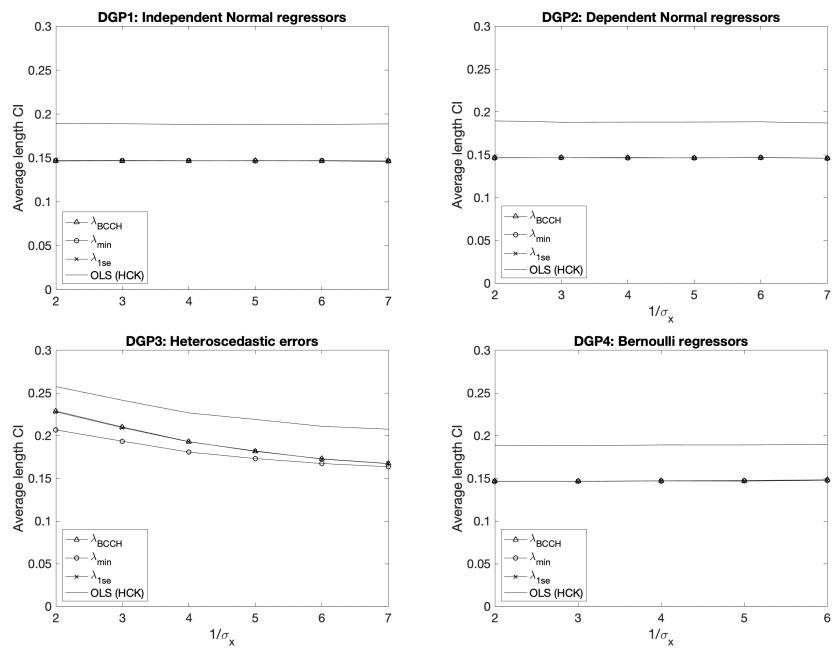 DGP1: Independent Normal regressors
0.3
0.25
0.2
0.15
0.1
0.05
0
Average length CI
λBCCH
λmin
λ1se
OLS (HCK)
2 3 4 5 6 7
DGP2: Dependent Normal regressors
0.3
0.25
0.2
0.15
0.1
0.05
0
Average length CI
λBCCH
λmin
λ1se
OLS (HCK)
2 3 4 5 6 7
1/σx
DGP3: Heteroscedastic errors
0.3
0.25
0.2
0.15
0.1
0.05
0
Average length CI
λBCCH
λmin
λ1se
OLS (HCK)
2 3 4 5 6 7
1/σx
DGP4: Bernoulli regressors
0.3
0.25
0.2
0.15
0.1
0.05
0
Average length CI
λBCCH
λmin
λ1se
OLS (HCK)
2 3 4 5 6
1/σx